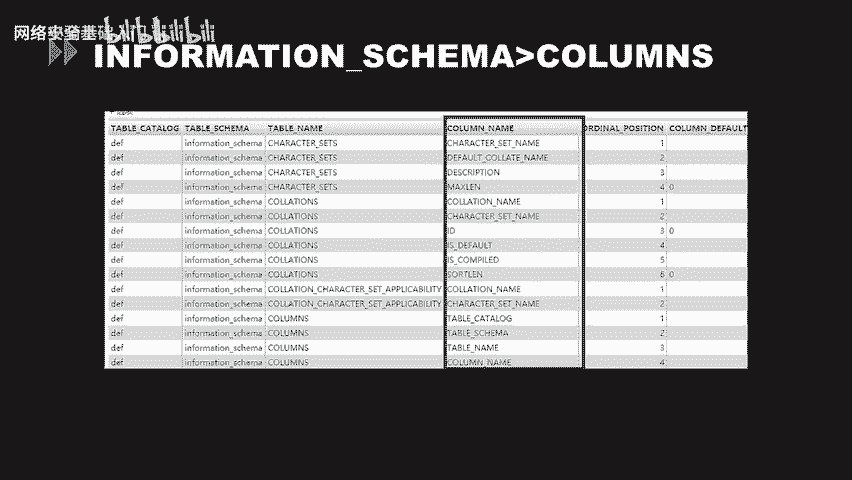 网络安全基础入门
bilibili bilibili
INFORMATION_SCHEMA>COLUMNS
TABLE_CATALOG TABLE_SCHEMA TABLE_NAME COLUMN_NAME ORDINAL_POSITION COLUMN_DEFAULT
def information_schema CHARACTER_SETS CHARACTER_SET_NAME 1
def information_schema CHARACTER_SETS DEFAULT_COLLATE_NAME 2
def information_schema CHARACTER_SETS DESCRIPTION 3
def information_schema CHARACTER_SETS MAXLEN 4 0
def information_schema COLLATIONS COLLATION_NAME 1
def information_schema COLLATIONS CHARACTER_SET_NAME 2
def information_schema COLLATIONS ID 3 0
def information_schema COLLATIONS IS_DEFAULT 4
def information_schema COLLATIONS IS_COMPILED 5
def information_schema COLLATIONS SORTLEN 6 0
def information_schema COLLATION_CHARACTER_SET_APPLICABILITY COLLATION_NAME 1
def information_schema COLLATION_CHARACTER_SET_APPLICABILITY CHARACTER_SET_NAME 2
def information_schema COLUMNS TABLE_CATALOG 1
def information_schema COLUMNS TABLE_SCHEMA 2
def information_schema COLUMNS TABLE_NAME 3
def information_schema COLUMNS COLUMN_NAME 4